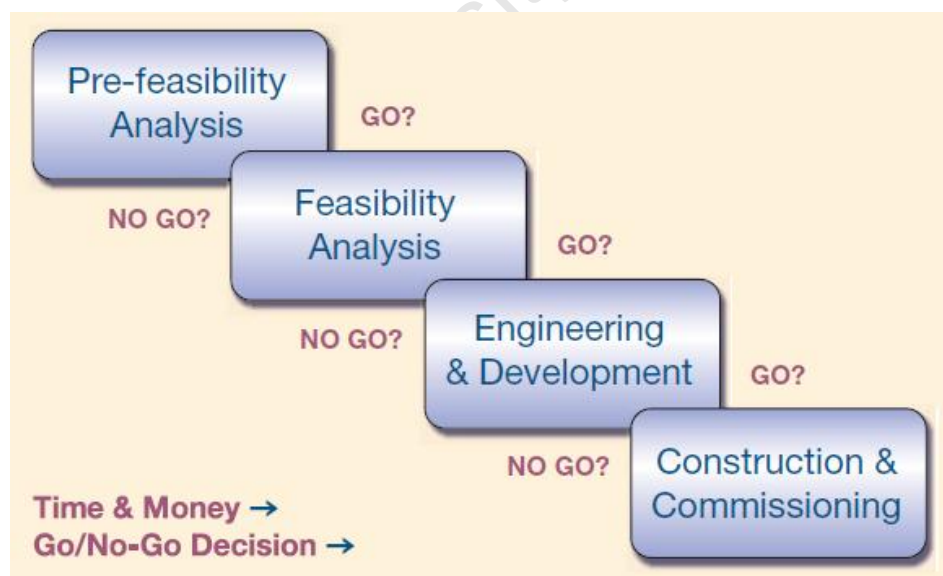 Pre-feasibility
Analysis
GO?
NO GO?
Feasibility
Analysis
GO?
NO GO?
Engineering
& Development
GO?
NO GO?
Construction &
Commissioning
Time & Money →
Go/No-Go Decision →